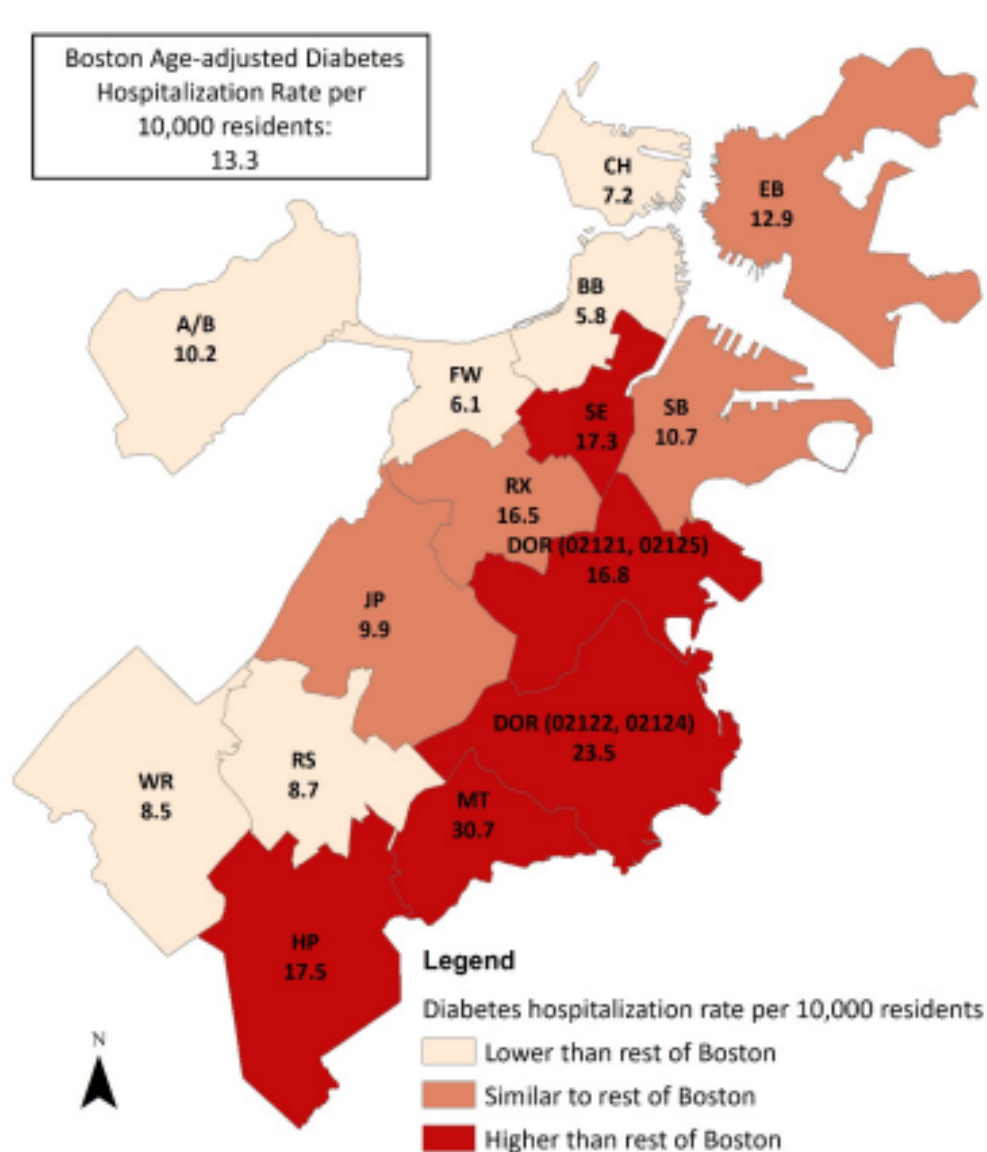 Boston Age-adjusted Diabetes
Hospitalization Rate per
10,000 residents:
13.3
CH
7.2
EB
12.9
BB
5.8
A/B
10.2
FW
6.1
SE
17.3
SB
10.7
RX
16.5
DOR (02121, 02125)
16.8
JP
9.9
DOR (02122, 02124)
23.5
RS
8.7
WR
8.5
MT
30.7
HP
17.5
N
Legend
Diabetes hospitalization rate per 10,000 residents
Lower than rest of Boston
Similar to rest of Boston
Higher than rest of Boston